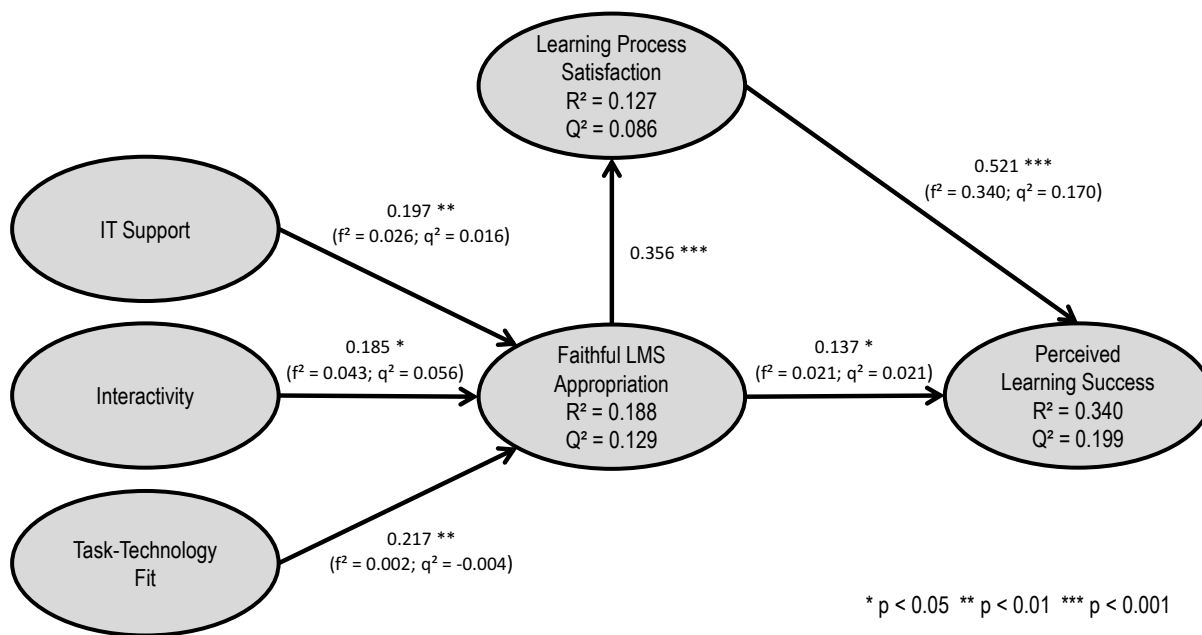 Learning Process
Satisfaction
R² = 0.127
Q² = 0.086
0.521 ***
(f² = 0.340; q² = 0.170)
IT Support
0.197 **
(f² = 0.026; q² = 0.016)
0.356 ***
Interactivity
0.185 *
(f² = 0.043; q² = 0.056)
Faithful LMS
Appropriation
R² = 0.188
Q² = 0.129
0.137 *
(f² = 0.021; q² = 0.021)
Perceived
Learning Success
R² = 0.340
Q² = 0.199
Task-Technology
Fit
0.217 **
(f² = 0.002; q² = -0.004)
* p < 0.05 ** p < 0.01 *** p < 0.001